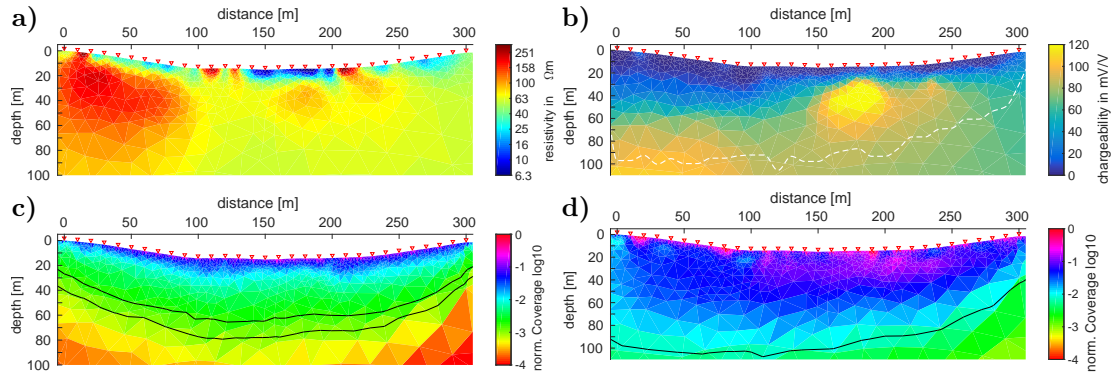 a)
distance [m]
0 50 100 150 200 250 300
0
20
40
60
80
100
depth [m]
251
158
100
63
40
25
16
10
6.3
resistivity in Ωm
b)
distance [m]
0 50 100 150 200 250 300
0
20
40
60
80
100
depth [m]
120
100
80
60
40
20
0
chargeability in mV/V
c)
distance [m]
0 50 100 150 200 250 300
0
20
40
60
80
100
depth [m]
0
-1
-2
-3
-4
norm. Coverage log10
d)
distance [m]
0 50 100 150 200 250 300
0
20
40
60
80
100
depth [m]
0
-1
-2
-3
-4
norm. Coverage log10